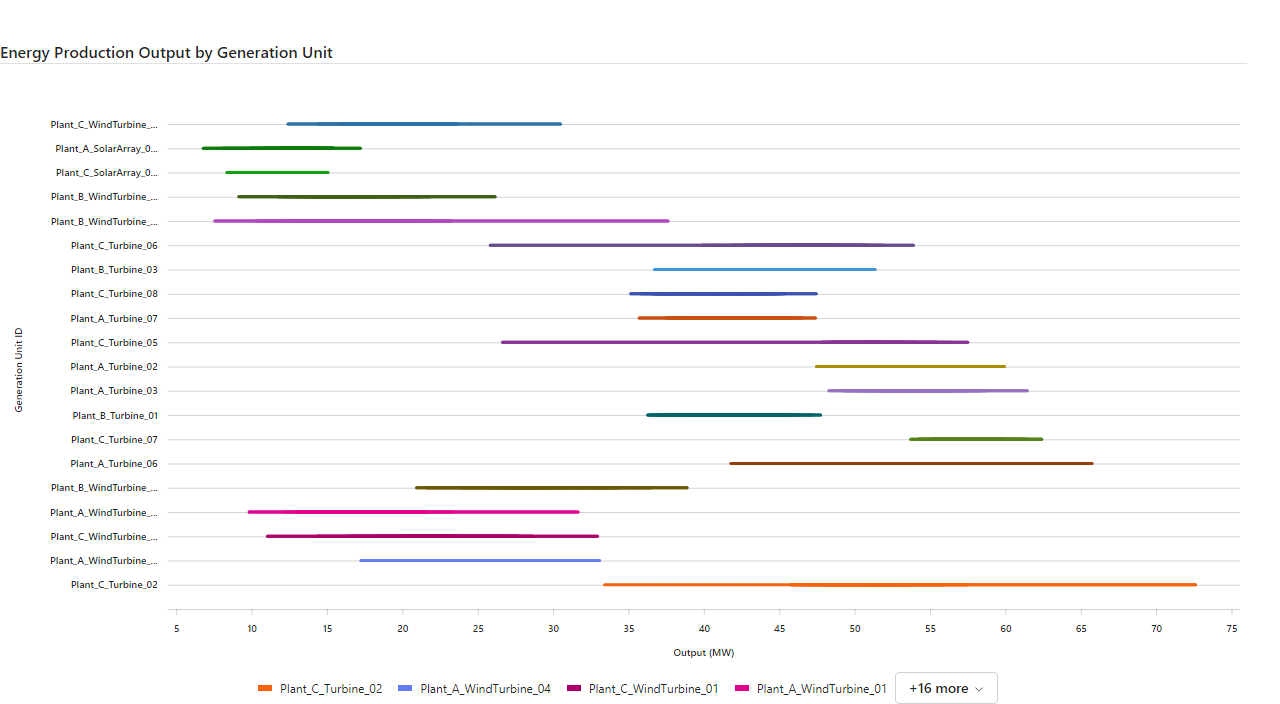 Energy Production Output by Generation Unit
Plant_C_WindTurbine_...
Plant_A_SolarArray_0...
Plant_C_SolarArray_0...
Plant_B_WindTurbine_...
Plant_B_WindTurbine_...
Plant_C_Turbine_06
Plant_B_Turbine_03
Plant_C_Turbine_08
Plant_A_Turbine_07
Plant_C_Turbine_05
Plant_A_Turbine_02
Plant_A_Turbine_03
Plant_B_Turbine_01
Plant_C_Turbine_07
Plant_A_Turbine_06
Plant_B_WindTurbine_...
Plant_A_WindTurbine_...
Plant_C_WindTurbine_...
Plant_A_WindTurbine_...
Plant_C_Turbine_02
Generation Unit ID
5 10 15 20 25 30 35 40 45 50 55 60 65 70 75
Output (MW)
Plant_C_Turbine_02 Plant_A_WindTurbine_04 Plant_C_WindTurbine_01 Plant_A_WindTurbine_01 +16 more